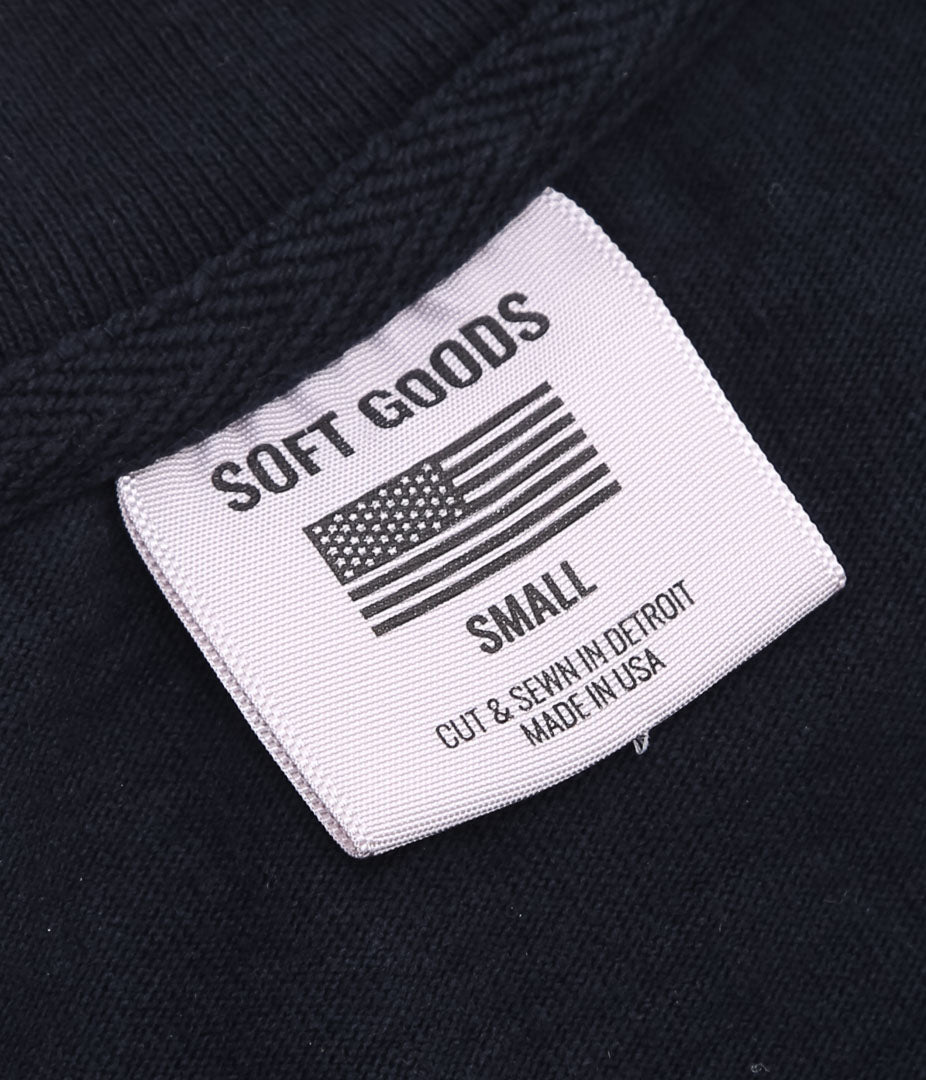 SOFT GOODS
SMALL
CUT & SEWN IN DETROIT
MADE IN USA